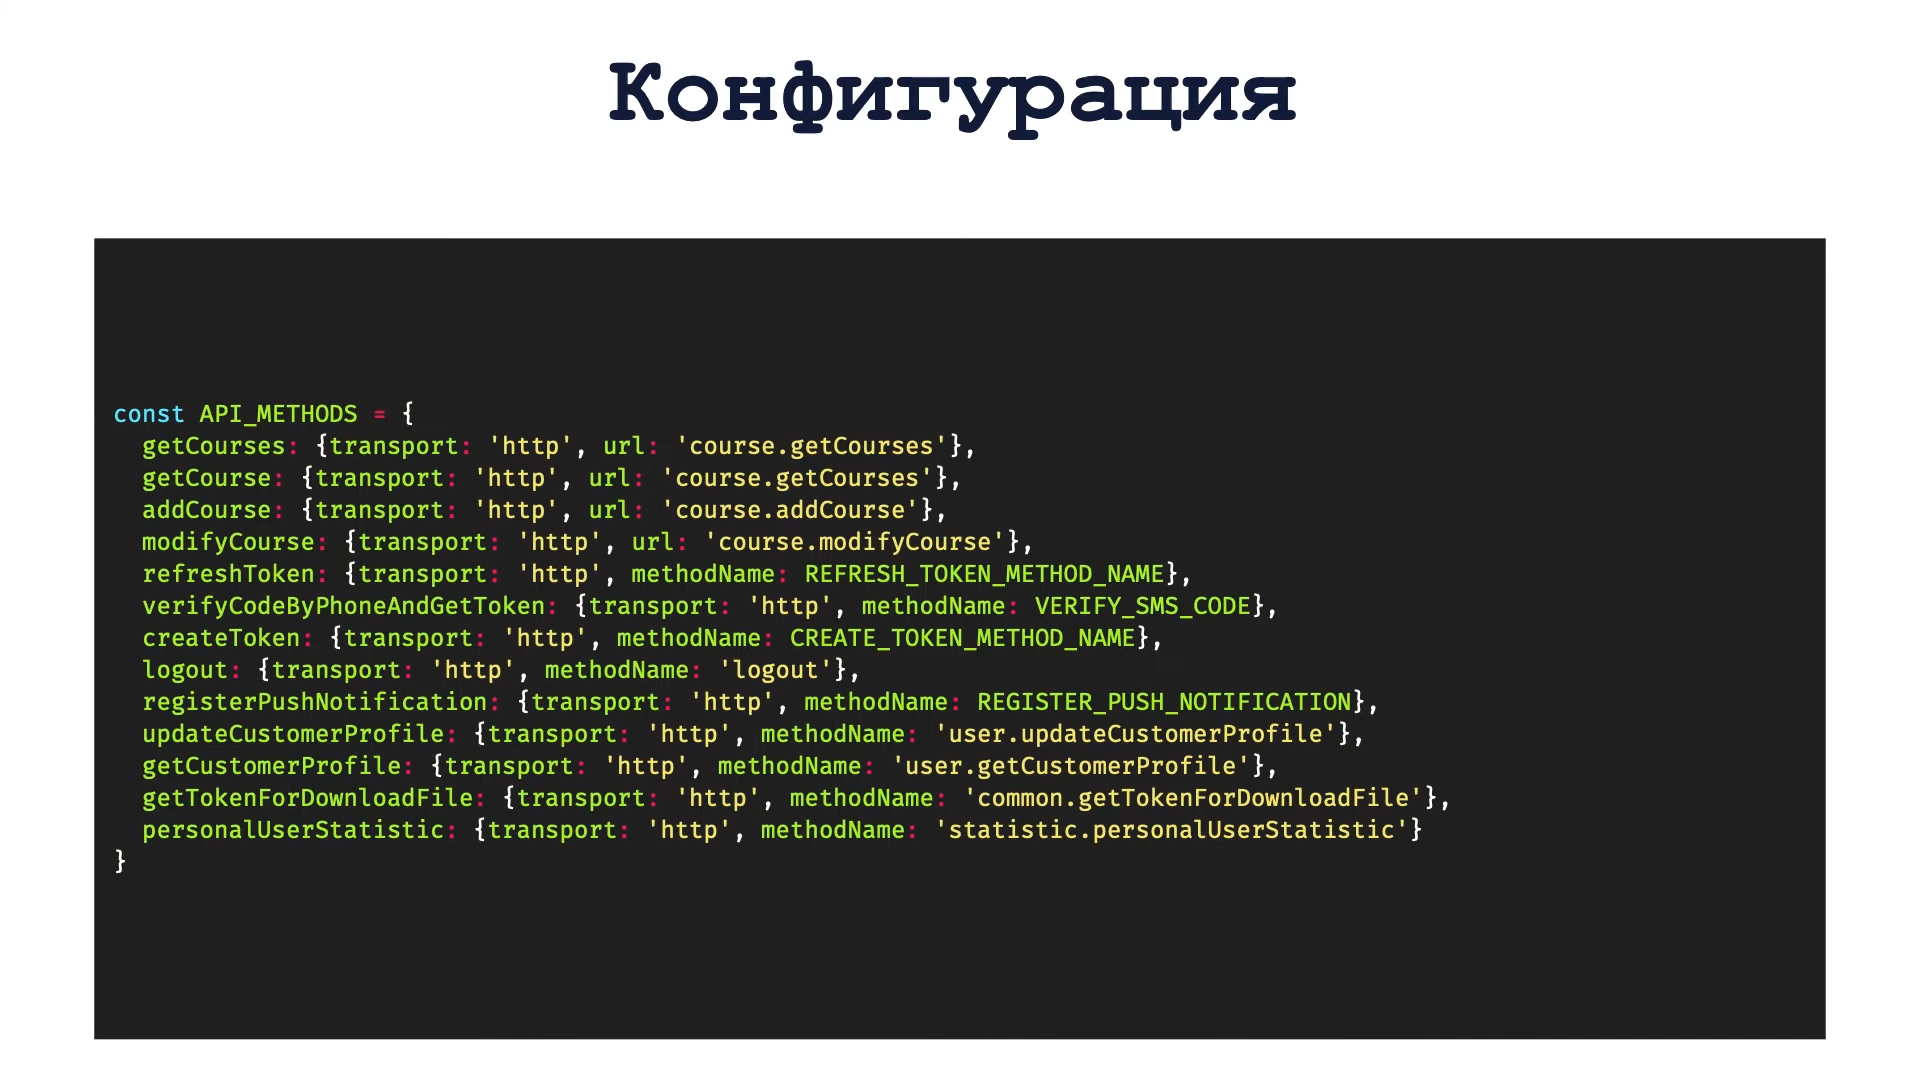 Конфигурация
const API_METHODS = {
  getCourses: {transport: 'http', url: 'course.getCourses'},
  getCourse: {transport: 'http', url: 'course.getCourses'},
  addCourse: {transport: 'http', url: 'course.addCourse'},
  modifyCourse: {transport: 'http', url: 'course.modifyCourse'},
  refreshToken: {transport: 'http', methodName: REFRESH_TOKEN_METHOD_NAME},
  verifyCodeByPhoneAndGetToken: {transport: 'http', methodName: VERIFY_SMS_CODE},
  createToken: {transport: 'http', methodName: CREATE_TOKEN_METHOD_NAME},
  logout: {transport: 'http', methodName: 'logout'},
  registerPushNotification: {transport: 'http', methodName: REGISTER_PUSH_NOTIFICATION},
  updateCustomerProfile: {transport: 'http', methodName: 'user.updateCustomerProfile'},
  getCustomerProfile: {transport: 'http', methodName: 'user.getCustomerProfile'},
  getTokenForDownloadFile: {transport: 'http', methodName: 'common.getTokenForDownloadFile'},
  personalUserStatistic: {transport: 'http', methodName: 'statistic.personalUserStatistic'}
}